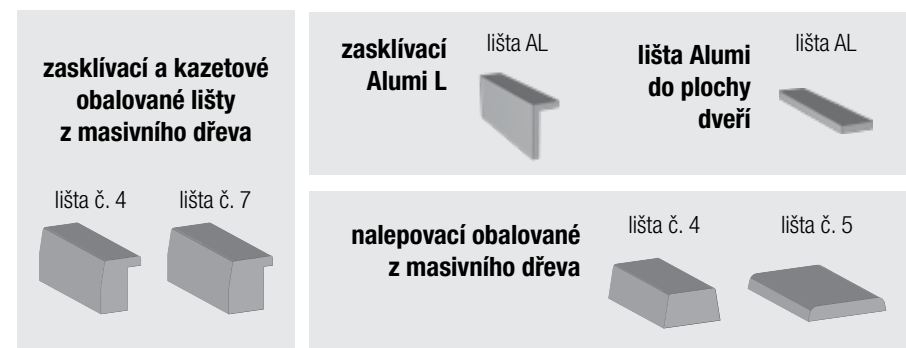 zasklívací a kazetové
obalované lišty
z masivního dřeva
lišta č. 4
lišta č. 7
zasklívací
Alumi L
lišta AL
lišta Alumi
do plochy
dveří
lišta AL
nalepovací obalované
z masivního dřeva
lišta č. 4
lišta č. 5